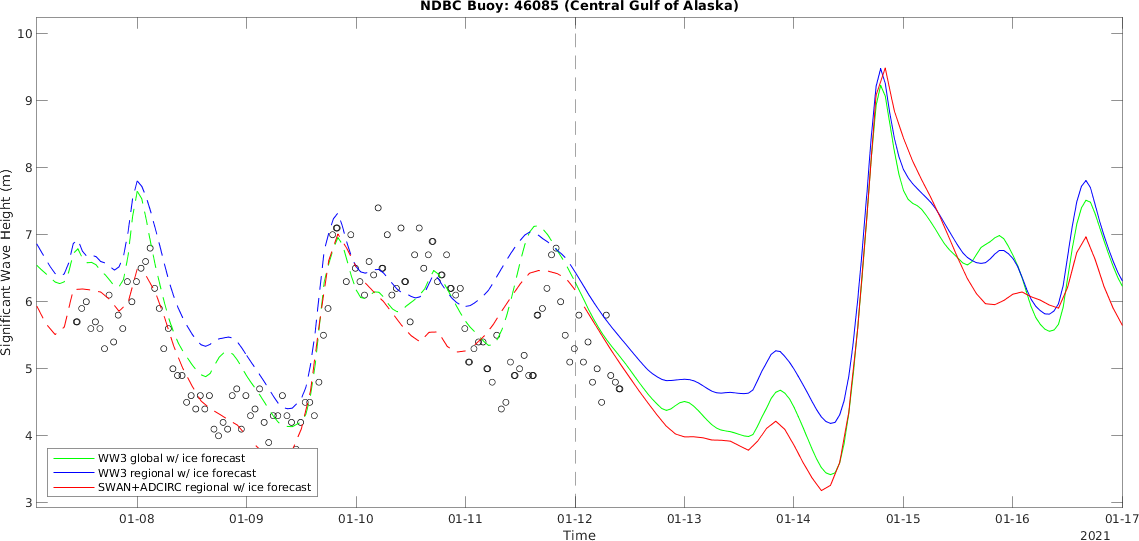 NDBC Buoy: 46085 (Central Gulf of Alaska)
10
9
8
7
6
5
4
3
Significant Wave Height (m)
WW3 global w/ ice forecast
WW3 regional w/ ice forecast
SWAN+ADCIRC regional w/ ice forecast
01-08 01-09 01-10 01-11 01-12 01-13 01-14 01-15 01-16 01-17
Time
2021